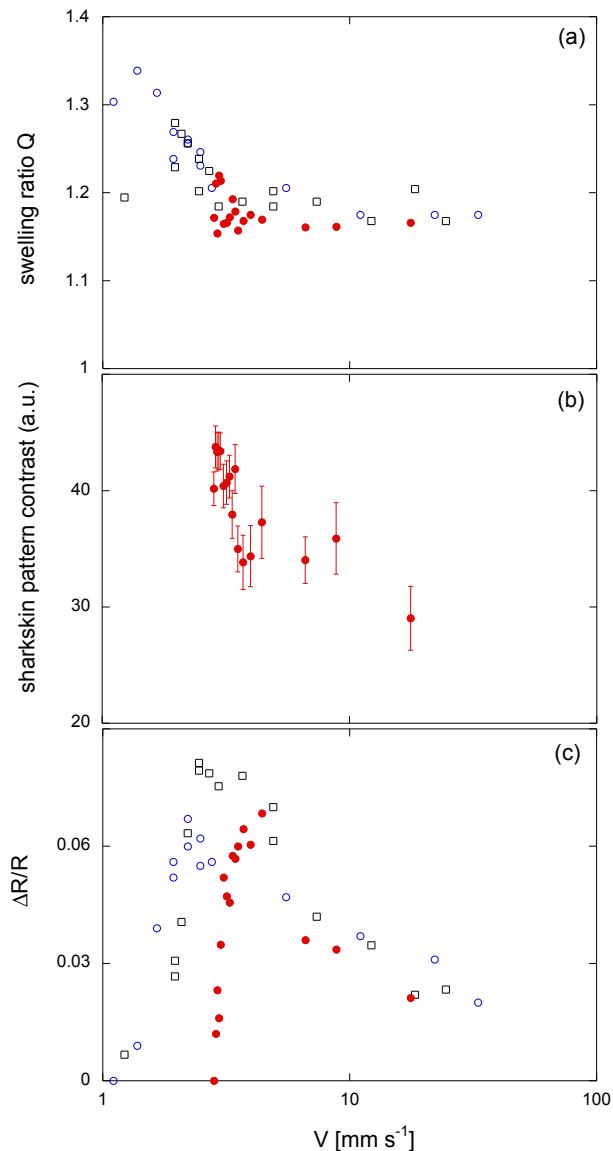 1.4
(a)
1.3
swelling ratio Q
1.2
1.1
1
(b)
sharkskin pattern contrast (a.u.)
40
30
20
(c)
0.06
ΔR/R
0.03
0
1
10
100
V [mm s⁻¹]